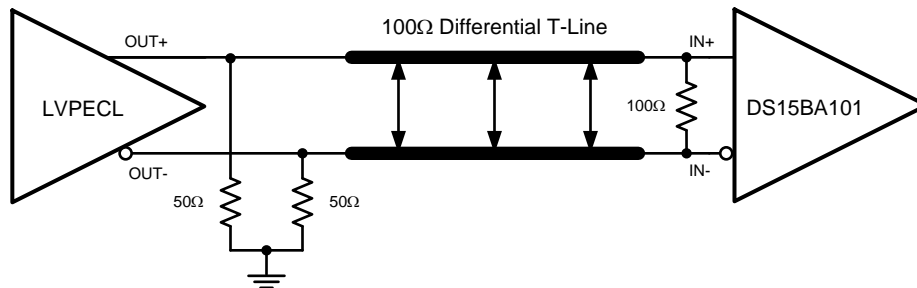 100Ω Differential T-Line
OUT+
IN+
LVPECL
100Ω
DS15BA101
OUT-
IN-
50Ω
50Ω